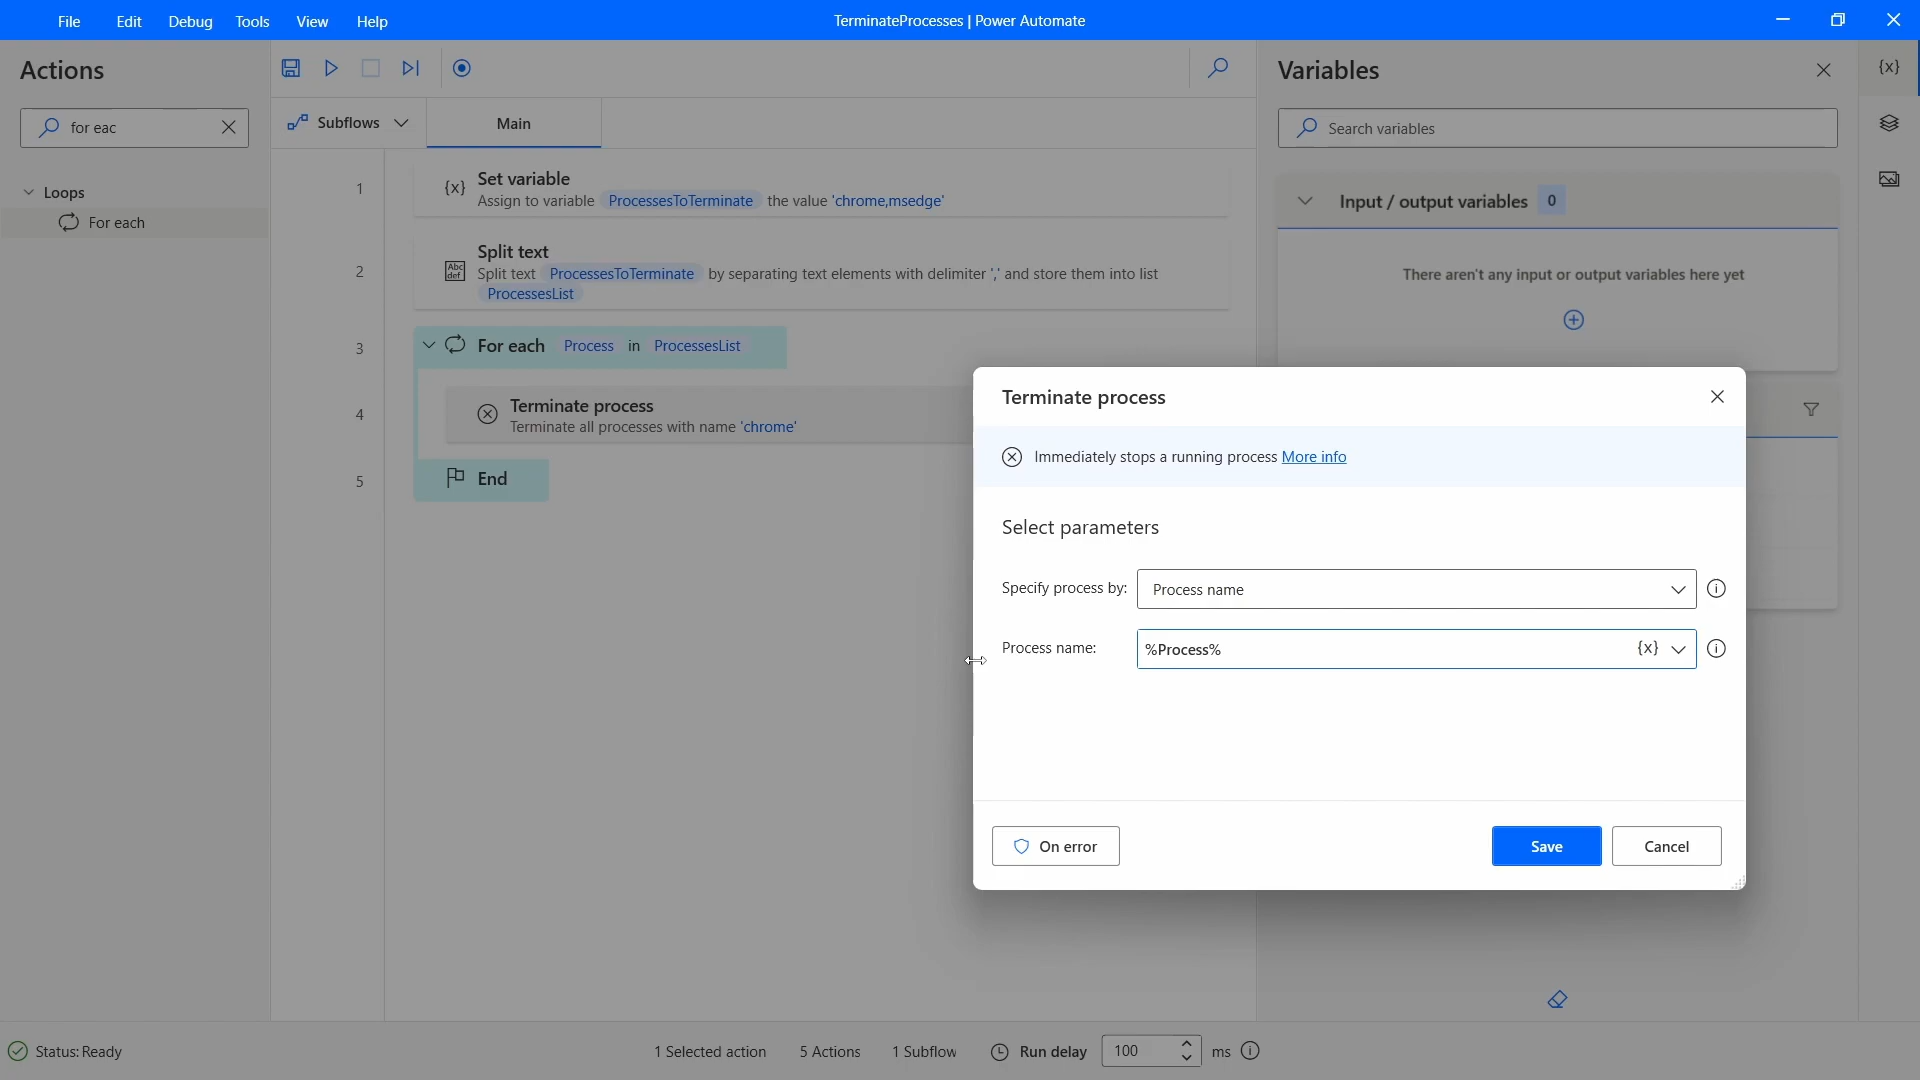 File Edit Debug Tools View Help
TerminateProcesses | Power Automate
Actions
for eac
Loops
For each
Subflows
Main
1
{x}
Set variable
Assign to variable ProcessesToTerminate the value 'chrome,msedge'
2
Abc
def
Split text
Split text ProcessesToTerminate by separating text elements with delimiter ',' and store them into list
ProcessesList
3
For each Process in ProcessesList
4
Terminate process
Terminate all processes with name 'chrome'
5
End
Variables
{x}
Search variables
Input / output variables 0
There aren't any input or output variables here yet
Terminate process
Immediately stops a running process More info
Select parameters
Specify process by: Process name
Process name: %Process% {x}
On error
Save
Cancel
Status: Ready
1 Selected action
5 Actions
1 Subflow
Run delay 100 ms